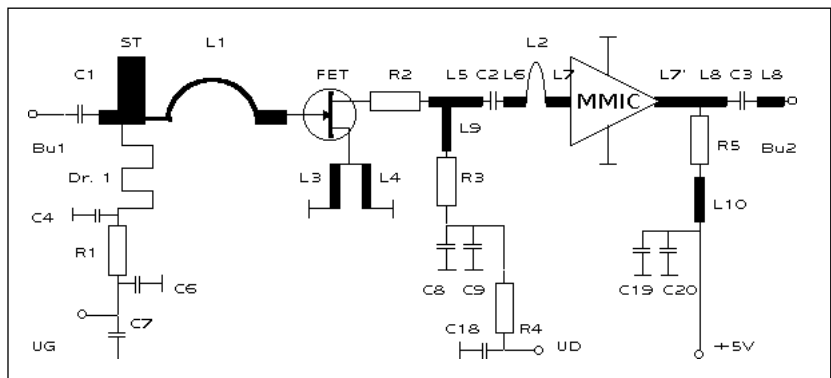 ST L1 L2
C1 FET R2 L5 C2 L6 L7 MMIC L7' L8 C3 L8
Bu1 L9 R5 Bu2
Dr. 1 L3 L4 R3
C4 L10
R1
C6 C8 C9 C19 C20
C7 C18 R4
UG UD +5V